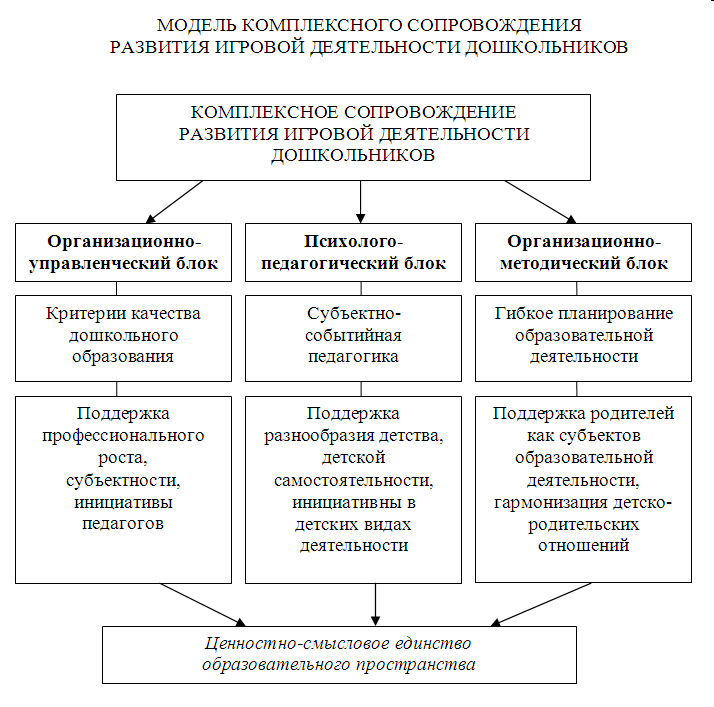 МОДЕЛЬ КОМПЛЕКСНОГО СОПРОВОЖДЕНИЯ
РАЗВИТИЯ ИГРОВОЙ ДЕЯТЕЛЬНОСТИ ДОШКОЛЬНИКОВ
КОМПЛЕКСНОЕ СОПРОВОЖДЕНИЕ
РАЗВИТИЯ ИГРОВОЙ ДЕЯТЕЛЬНОСТИ
ДОШКОЛЬНИКОВ
Организационно-
управленческий блок
Критерии качества
дошкольного
образования
Поддержка
профессионального
роста,
субъектности,
инициативы
педагогов
Психолого-
педагогический блок
Субъектно-
событийная
педагогика
Поддержка
разнообразия детства,
детской
самостоятельности,
инициативны в
детских видах
деятельности
Организационно-
методический блок
Гибкое планирование
образовательной
деятельности
Поддержка родителей
как субъектов
образовательной
деятельности,
гармонизация детско-
родительских
отношений
Ценностно-смысловое единство
образовательного пространства